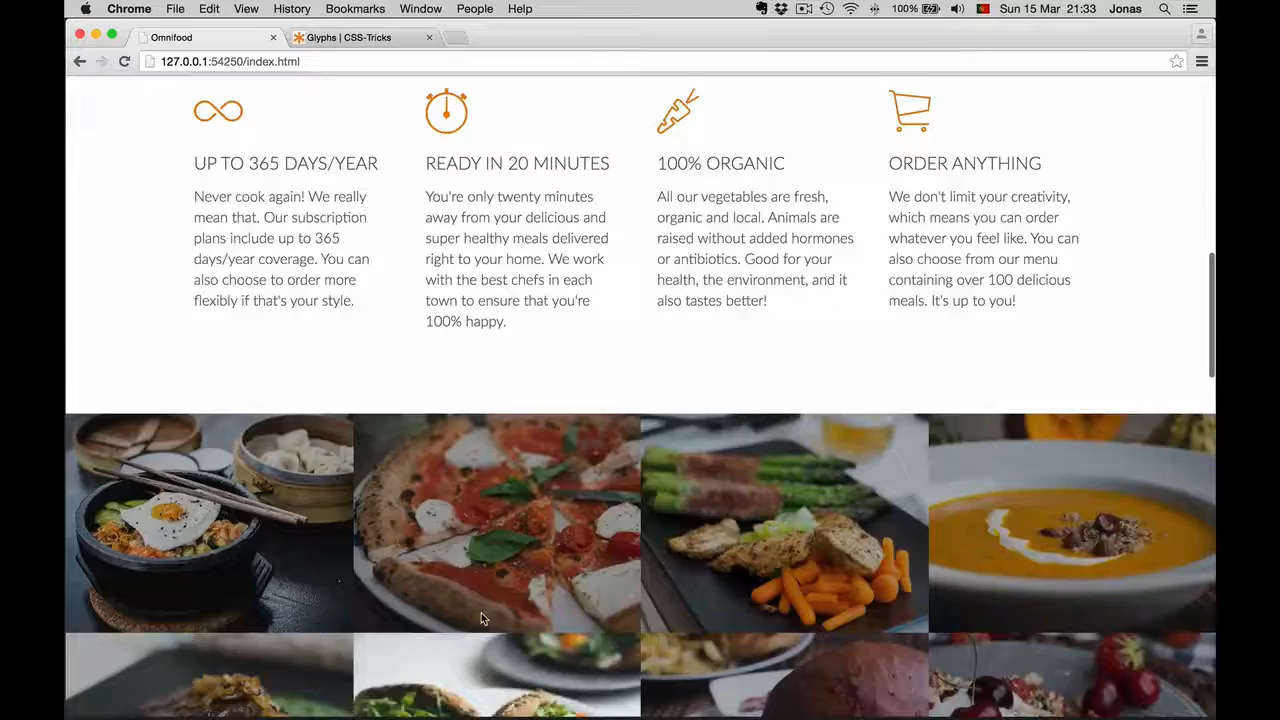 Chrome File Edit View History Bookmarks Window People Help 100% Sun 15 Mar 21:33 Jonas
Omnifood
Glyphs | CSS-Tricks
127.0.0.1:54250/index.html
UP TO 365 DAYS/YEAR
Never cook again! We really
mean that. Our subscription
plans include up to 365
days/year coverage. You can
also choose to order more
flexibly if that's your style.
READY IN 20 MINUTES
You're only twenty minutes
away from your delicious and
super healthy meals delivered
right to your home. We work
with the best chefs in each
town to ensure that you're
100% happy.
100% ORGANIC
All our vegetables are fresh,
organic and local. Animals are
raised without added hormones
or antibiotics. Good for your
health, the environment, and it
also tastes better!
ORDER ANYTHING
We don't limit your creativity,
which means you can order
whatever you feel like. You can
also choose from our menu
containing over 100 delicious
meals. It's up to you!